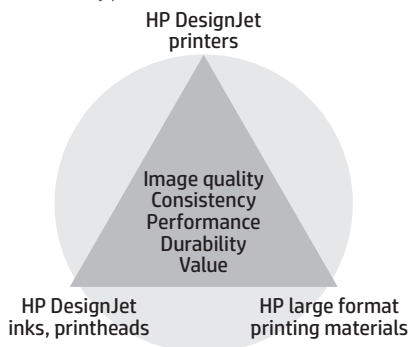 HP DesignJet
printers
Image quality
Consistency
Performance
Durability
Value
HP DesignJet
inks, printheads
HP large format
printing materials